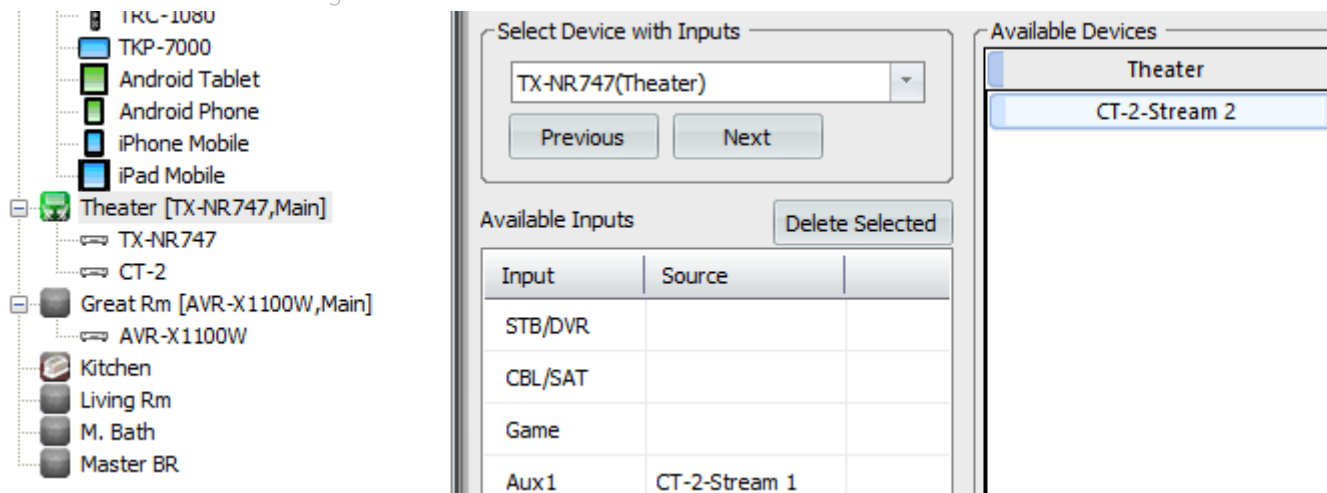 TRC-1080
TKP-7000
Android Tablet
Android Phone
iPhone Mobile
iPad Mobile
Theater [TX-NR747,Main]
TX-NR747
CT-2
Great Rm [AVR-X1100W,Main]
AVR-X1100W
Kitchen
Living Rm
M. Bath
Master BR
Select Device with Inputs
TX-NR747(Theater)
Previous Next
Available Inputs Delete Selected
Input Source
STB/DVR
CBL/SAT
Game
Aux1 CT-2-Stream 1
Available Devices
Theater
CT-2-Stream 2